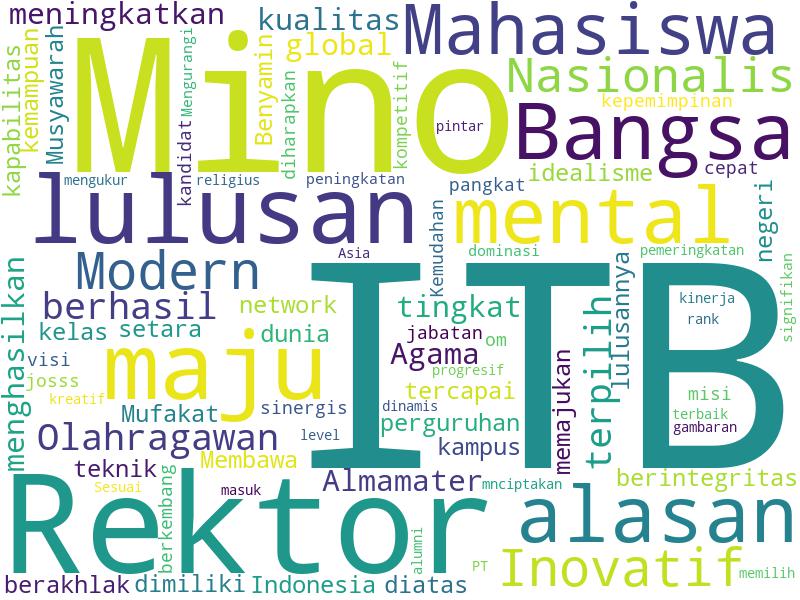 meningkatkan
kualitas
Mahasiswa
Mino
global
Nasionalis
kapabilitas
kemampuan
Musyawarah
kandidat
Mengurangi
Benyamin
diharapkan
kompetitif
pintar
kepemimpinan
Bangsa
idealisme
cepat
mengukur
religius
peningkatan
pangkat
lulusan
mental
Kemudahan
negeri
Asia
dominasi
pemeringkatan
Modern
ITB
menghasilkan
berhasil
network
tingkat
terpilih
lulusannya
kinerja
rank
signifikan
kelas
setara
dunia
jabatan
om
visi
maju
Agama
progresif
josss
kreatif
tercapai
memajukan
misi
Mufakat
sinergis
dinamis
terbaik
perguruhan
gambaran
Olahragawan
level
kampus
teknik
Membawa
Almamater
mnciptakan
berintegritas
Sesuai
berkembang
masuk
Rektor
alumni
alasan
PT
Inovatif
memilih
berakhlak
dimiliki
Indonesia
diatas